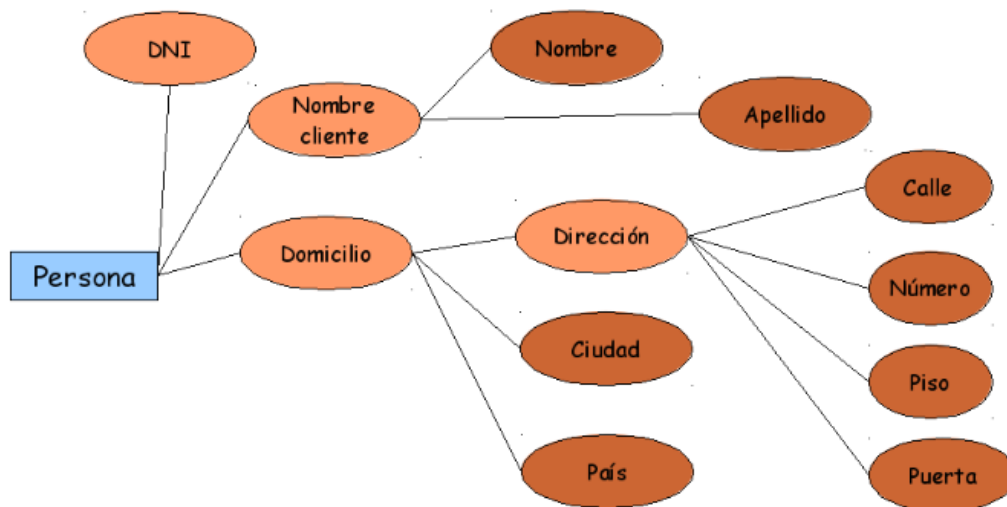 DNI
Nombre
Nombre
cliente
Apellido
Calle
Dirección
Domicilio
Persona
Número
Ciudad
Piso
País
Puerta